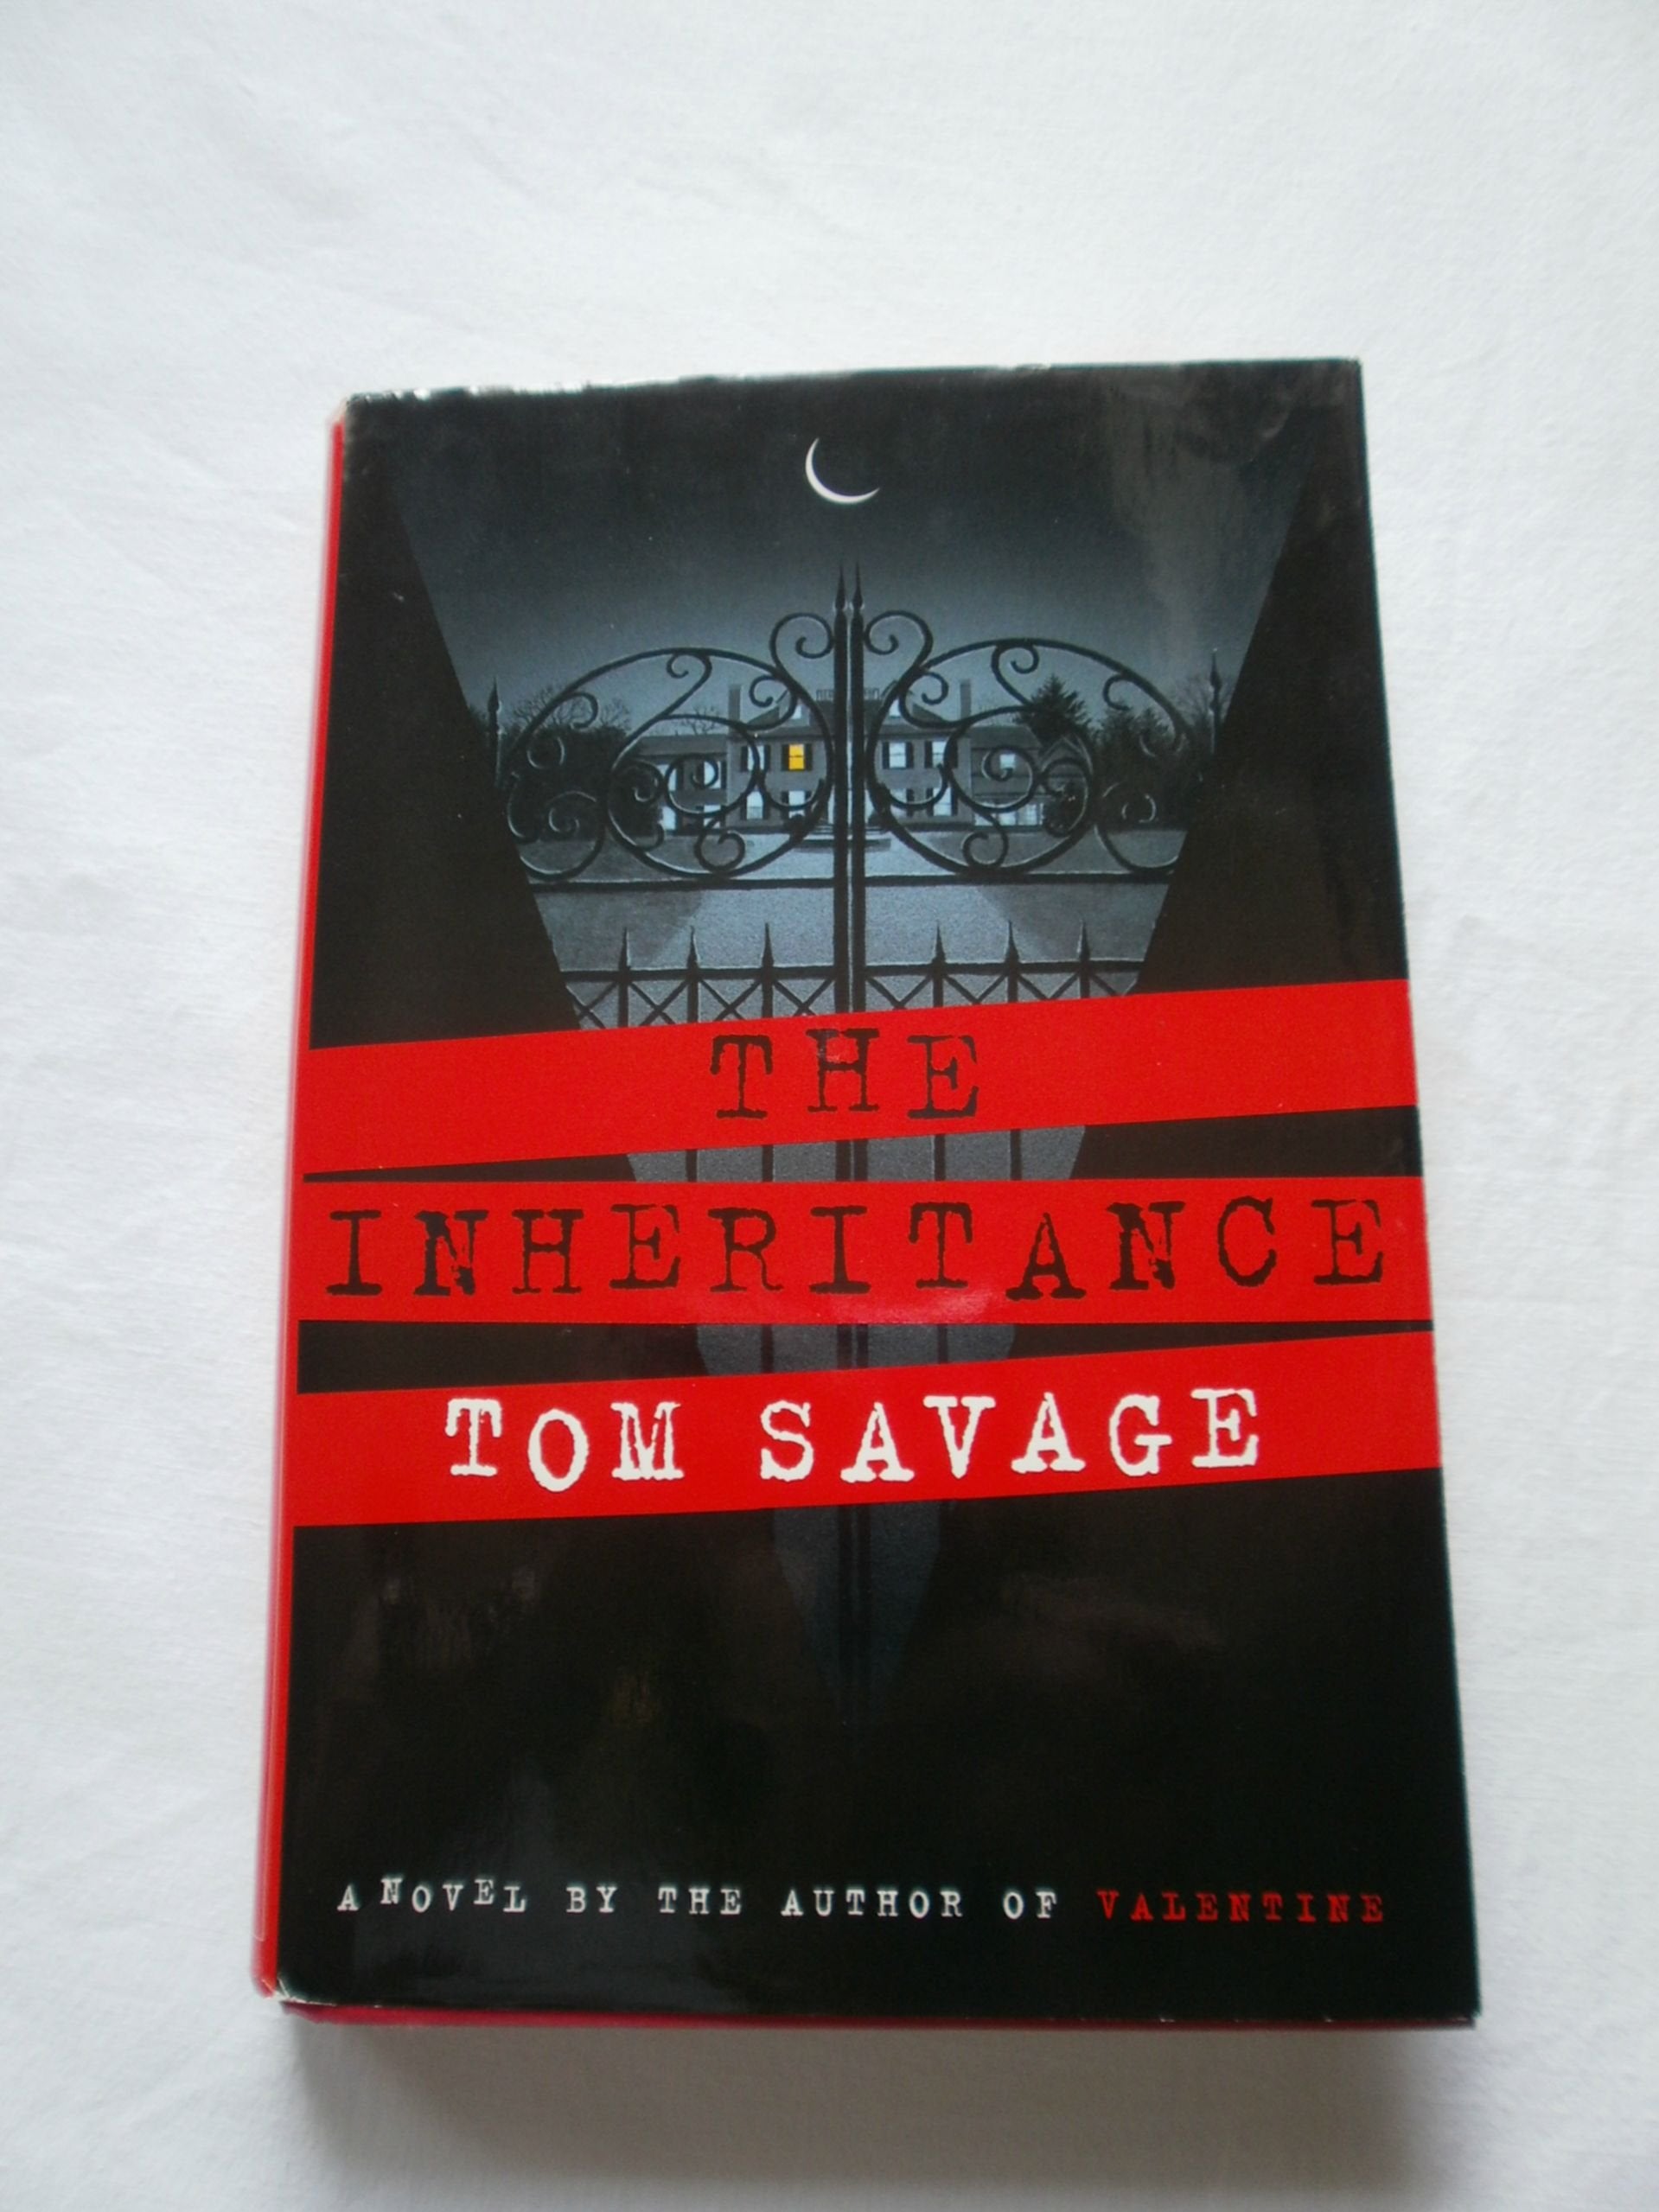 THE
INHERITANCE
TOM SAVAGE
A NOVEL BY THE AUTHOR OF VALENTINE